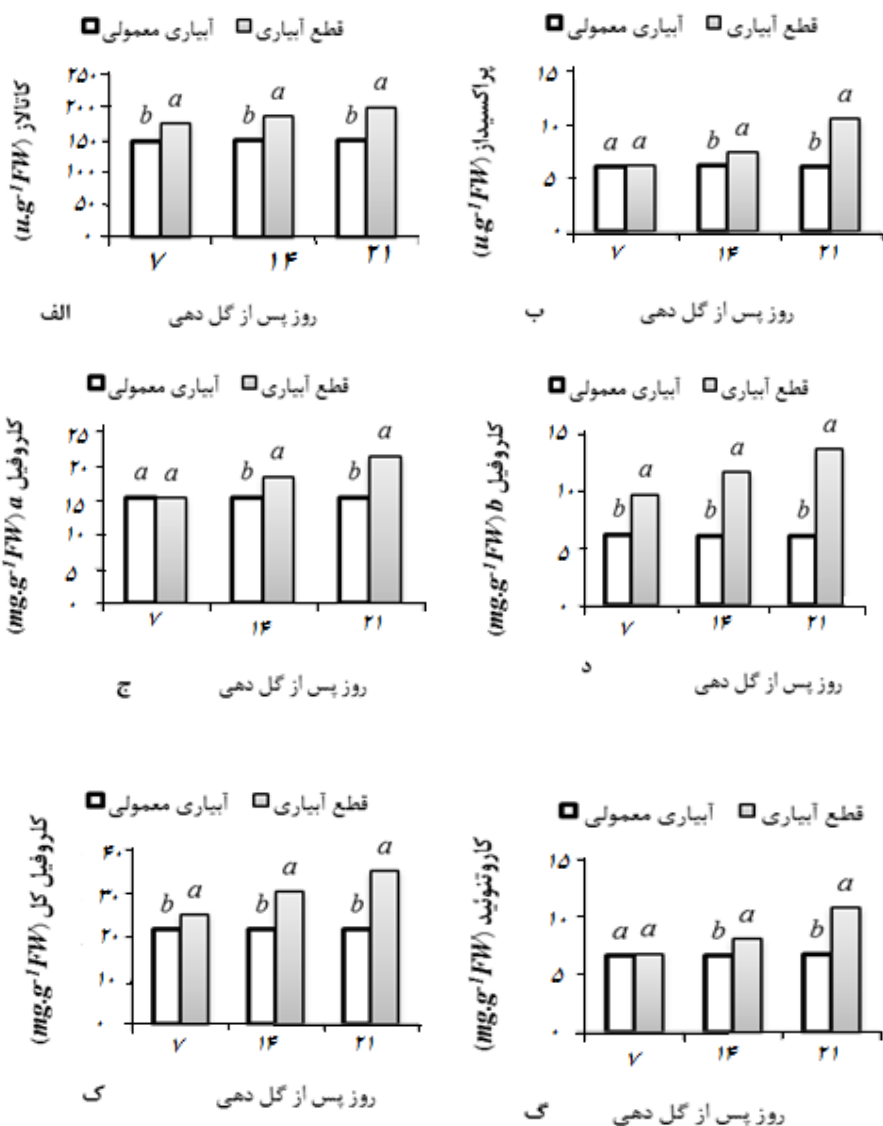 آبیاری معمولی قطع آبیاری
کاتالاز (u.g-1FW)
۲۵۰
۲۰۰
۱۵۰
۱۰۰
۵۰
۰
b a b a b a
۷ ۱۴ ۲۱
روز پس از گل دهی
الف
آبیاری معمولی قطع آبیاری
پراکسیداز (u g-1FW)
۱۵
۱۰
۵
۰
a a b a b a
۷ ۱۴ ۲۱
روز پس از گل دهی
ب
آبیاری معمولی قطع آبیاری
کلروفیل a (mg.g-1FW)
۲۵
۲۰
۱۵
۱۰
۵
۰
a a b a b a
۷ ۱۴ ۲۱
روز پس از گل دهی
ج
آبیاری معمولی قطع آبیاری
کلروفیل b (mg.g-1FW)
۱۵
۱۰
۵
۰
b a b a b a
۷ ۱۴ ۲۱
روز پس از گل دهی
د
آبیاری معمولی قطع آبیاری
کلروفیل کل (mg.g-1FW)
۴۰
۳۰
۲۰
۱۰
۰
b a b a b a
۷ ۱۴ ۲۱
روز پس از گل دهی
ک
آبیاری معمولی قطع آبیاری
کاروتنوئید (mg.g-1FW)
۱۵
۱۰
۵
۰
a a b a b a
۷ ۱۴ ۲۱
روز پس از گل دهی
گ